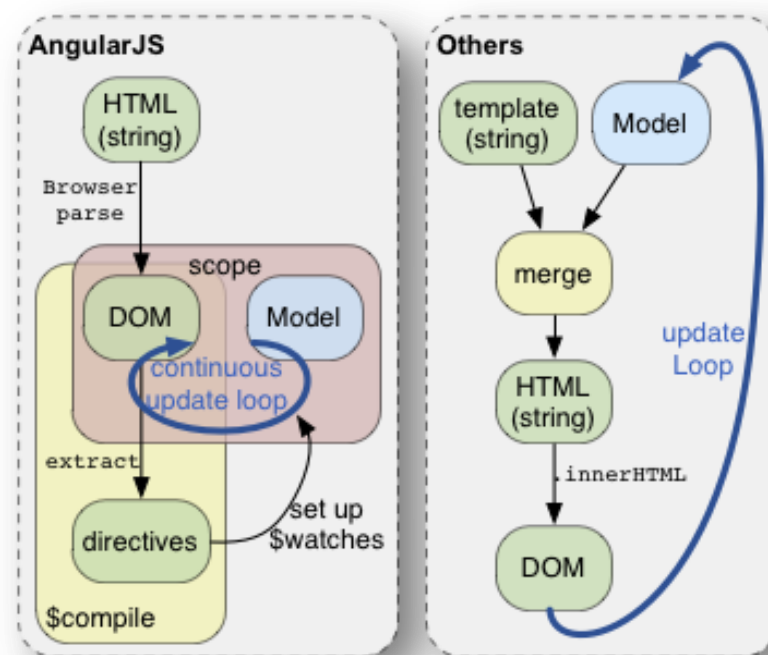 AngularJS
HTML
(string)
Browser
parse
scope
DOM
Model
continuous
update loop
extract
directives
set up
$watches
$compile
Others
template
(string)
Model
merge
update
Loop
HTML
(string)
.innerHTML
DOM